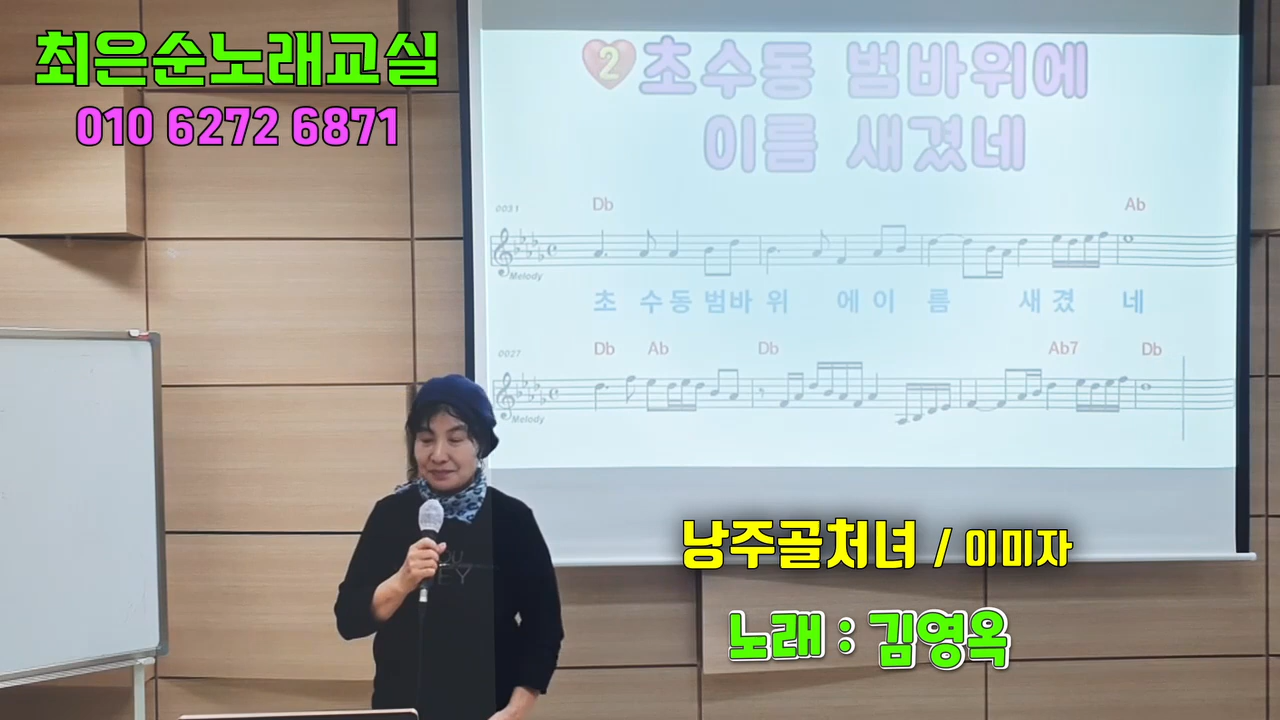 최은순노래교실
010 6272 6871
2 초수동 범바위에
이름 새겼네
0031
Db Ab
Melody
초 수동 범바 위 에 이 름 새 겼 네
0027
Db Ab Db Ab7 Db
Melody
낭주골처녀 / 이미자
노래 : 김영옥